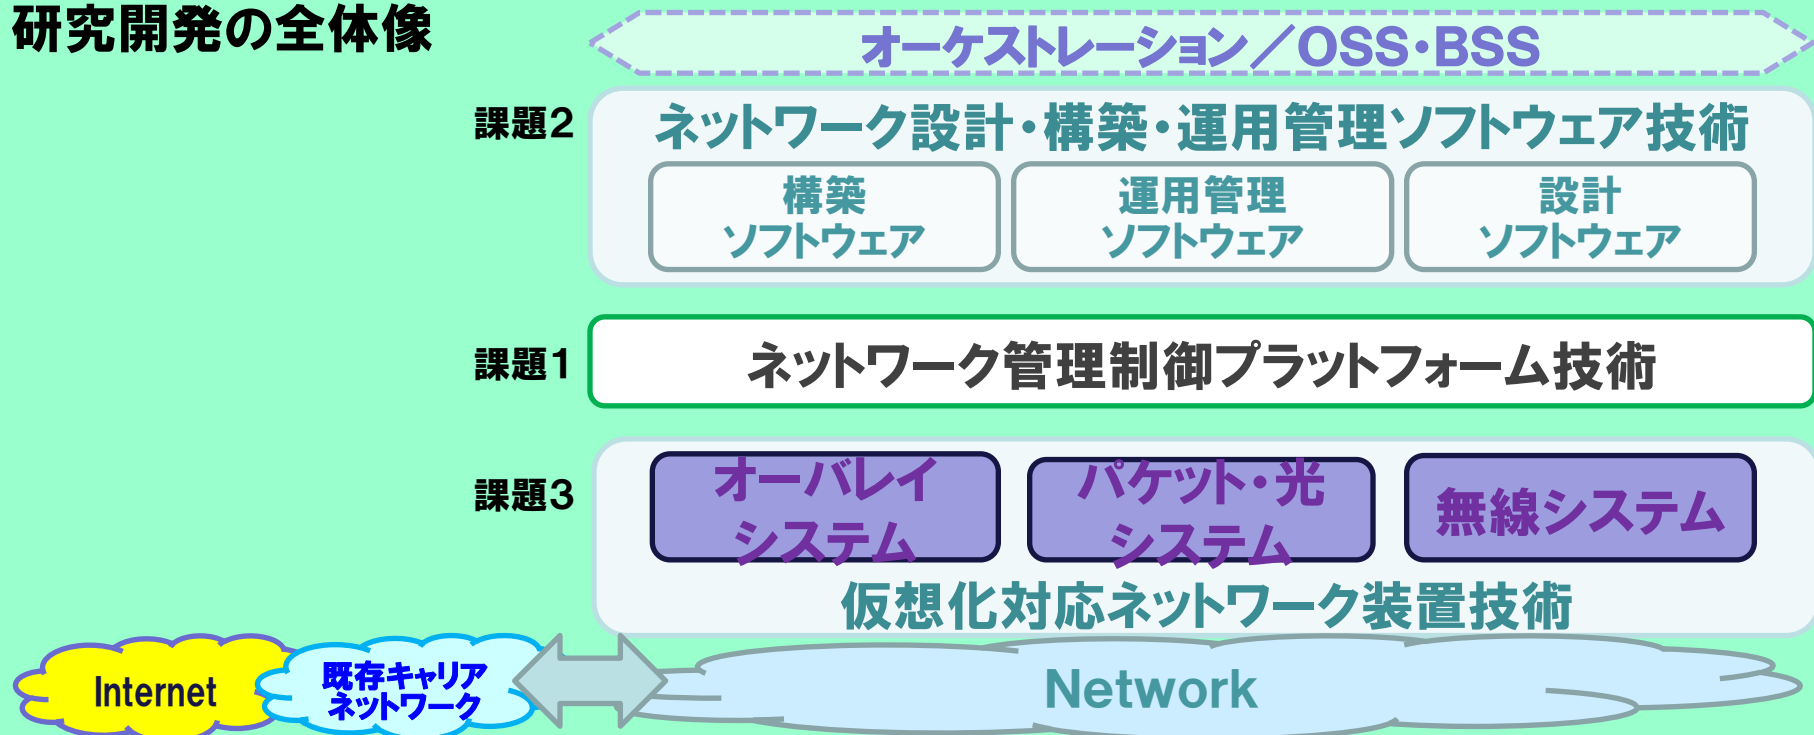 研究開発の全体像
オーケストレーション／OSS・BSS
課題2
ネットワーク設計・構築・運用管理ソフトウェア技術
構築
ソフトウェア
運用管理
ソフトウェア
設計
ソフトウェア
課題1
ネットワーク管理制御プラットフォーム技術
課題3
オーバレイ
システム
パケット・光
システム
無線システム
仮想化対応ネットワーク装置技術
Internet
既存キャリア
ネットワーク
Network